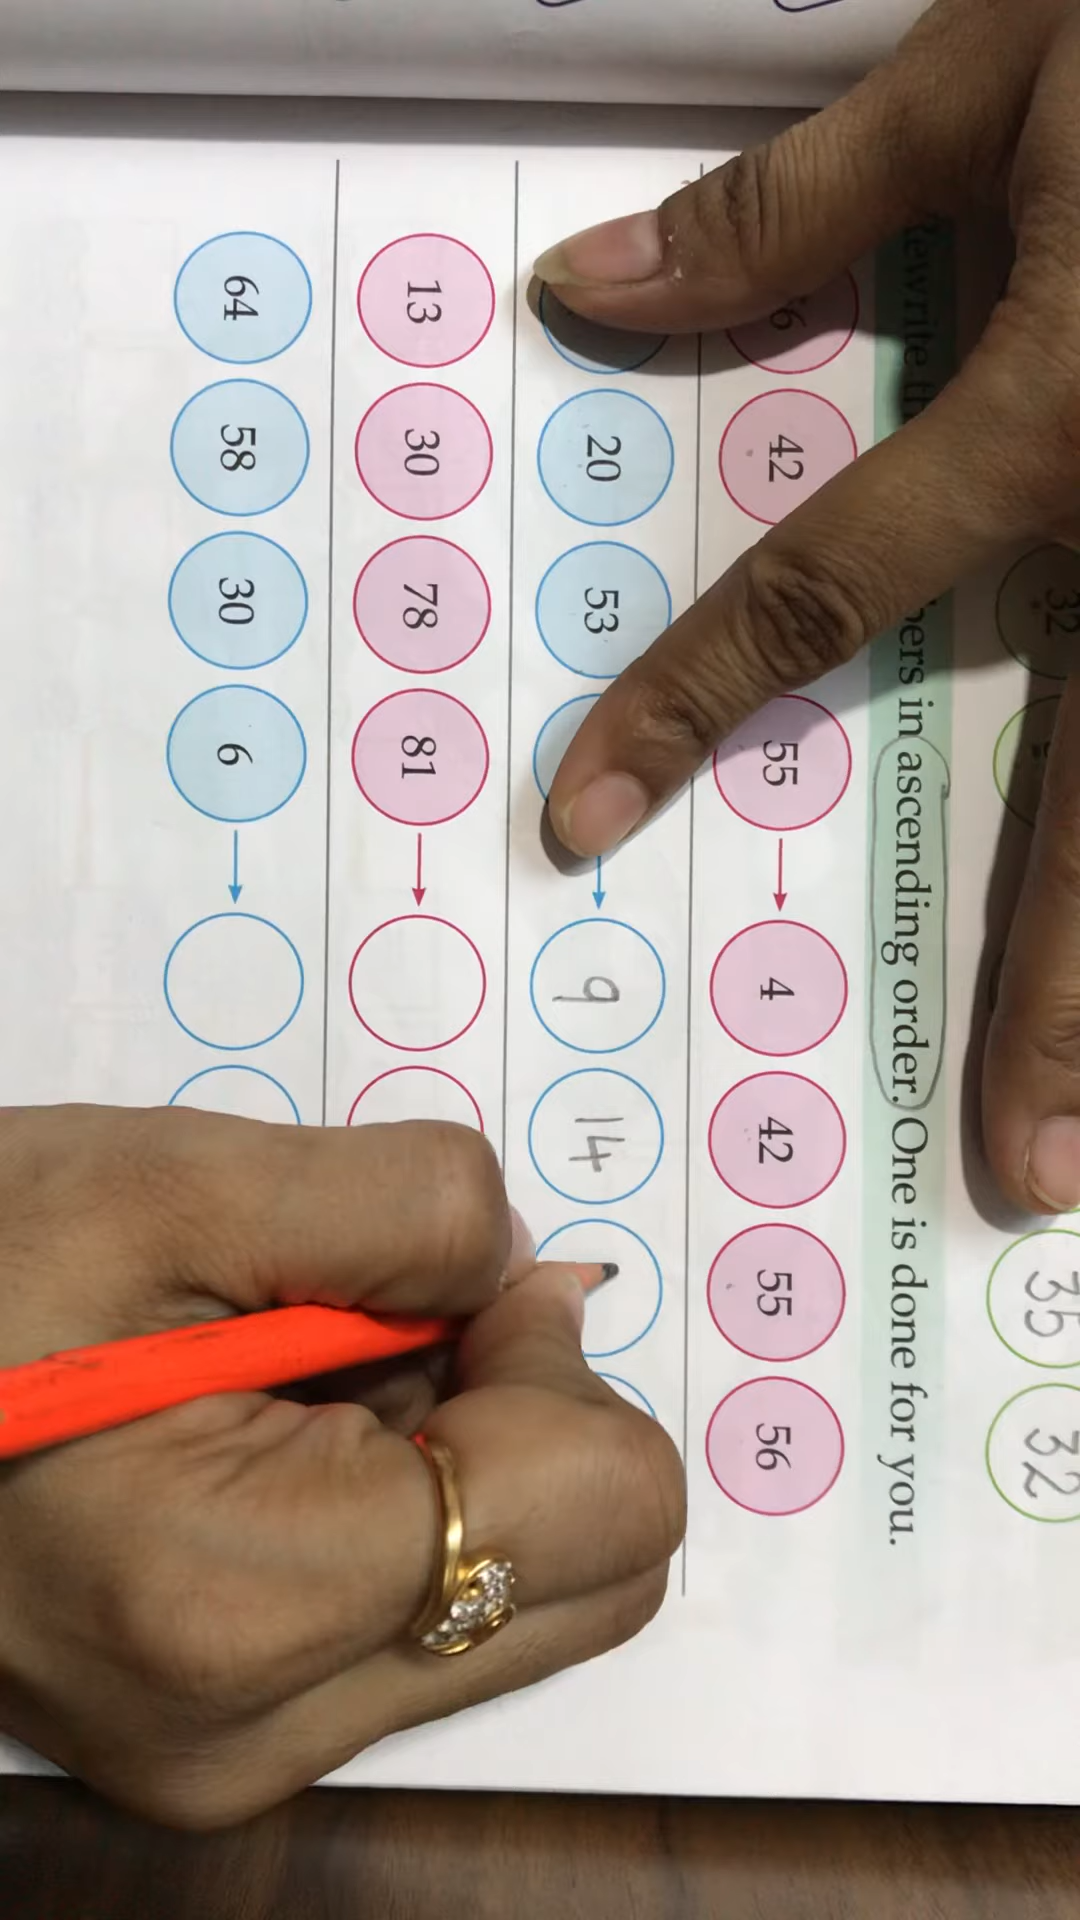 35 32
in ascending order. One is done for you.
42 55 → 4 42 55 56
20 53 → 9 14
13 30 78 81 →
64 58 30 6 →